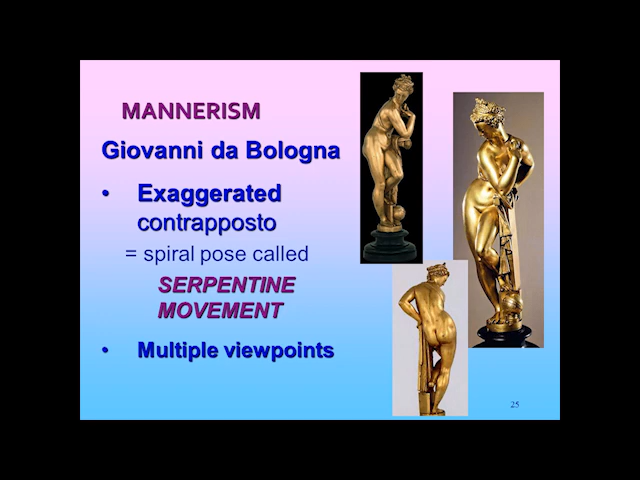 MANNERISM
Giovanni da Bologna
• Exaggerated
contrapposto
= spiral pose called
SERPENTINE
MOVEMENT
• Multiple viewpoints
25